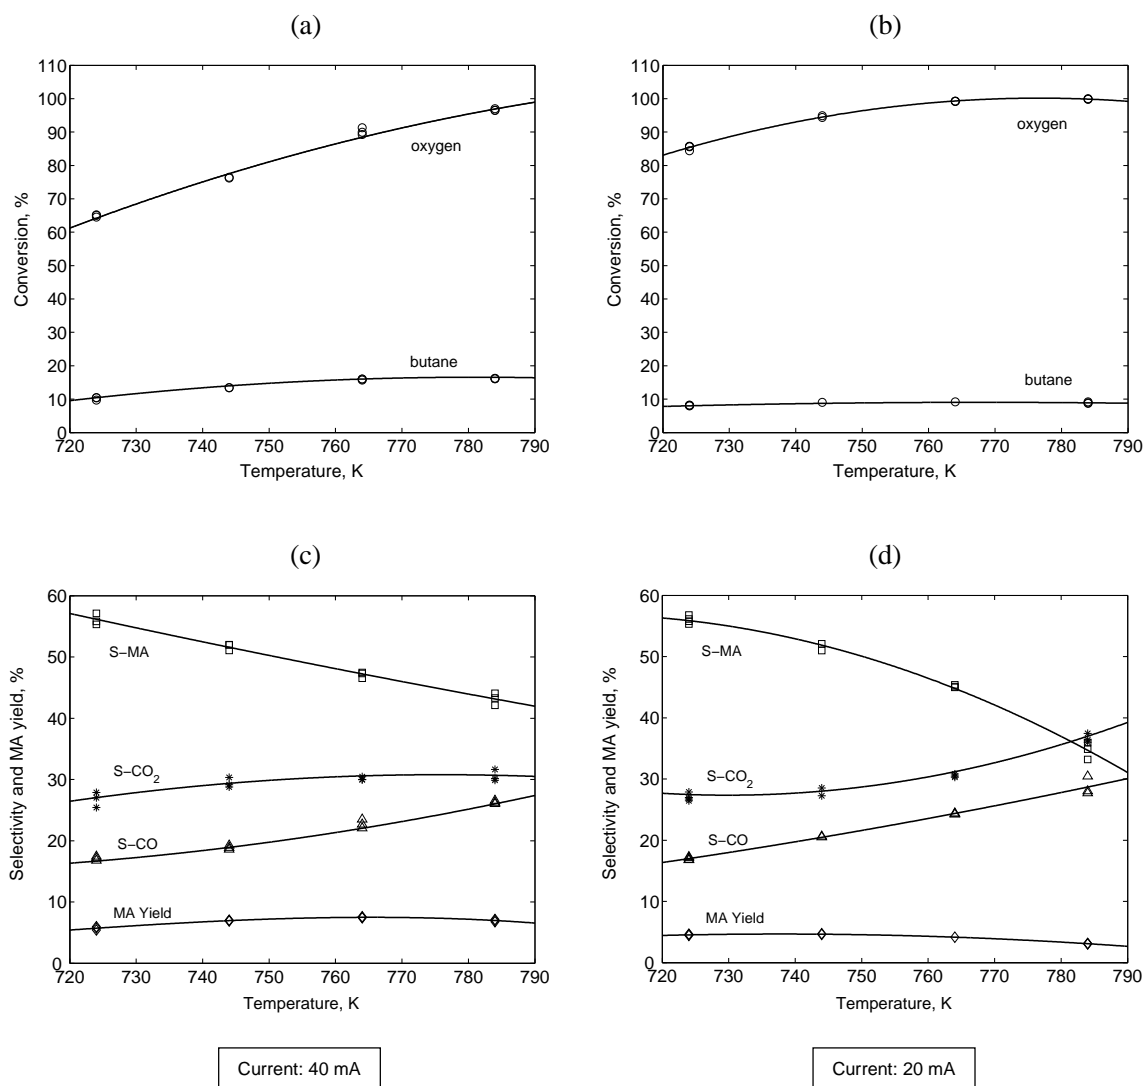 (a)
110
100
90
80
70
60
50
40
30
20
10
0
720 730 740 750 760 770 780 790
Conversion, %
Temperature, K
oxygen
butane
(b)
110
100
90
80
70
60
50
40
30
20
10
0
720 730 740 750 760 770 780 790
Conversion, %
Temperature, K
oxygen
butane
(c)
60
50
40
30
20
10
0
720 730 740 750 760 770 780 790
Selectivity and MA yield, %
Temperature, K
S−MA
S−CO2
S−CO
MA Yield
Current: 40 mA
(d)
60
50
40
30
20
10
0
720 730 740 750 760 770 780 790
Selectivity and MA yield, %
Temperature, K
S−MA
S−CO2
S−CO
MA Yield
Current: 20 mA